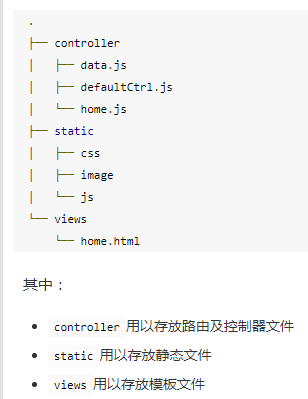 .
├── controller
│   ├── data.js
│   ├── defaultCtrl.js
│   └── home.js
├── static
│   ├── css
│   ├── image
│   └── js
└── views
    └── home.html
其中：
• controller 用以存放路由及控制器文件
• static 用以存放静态文件
• views 用以存放模板文件